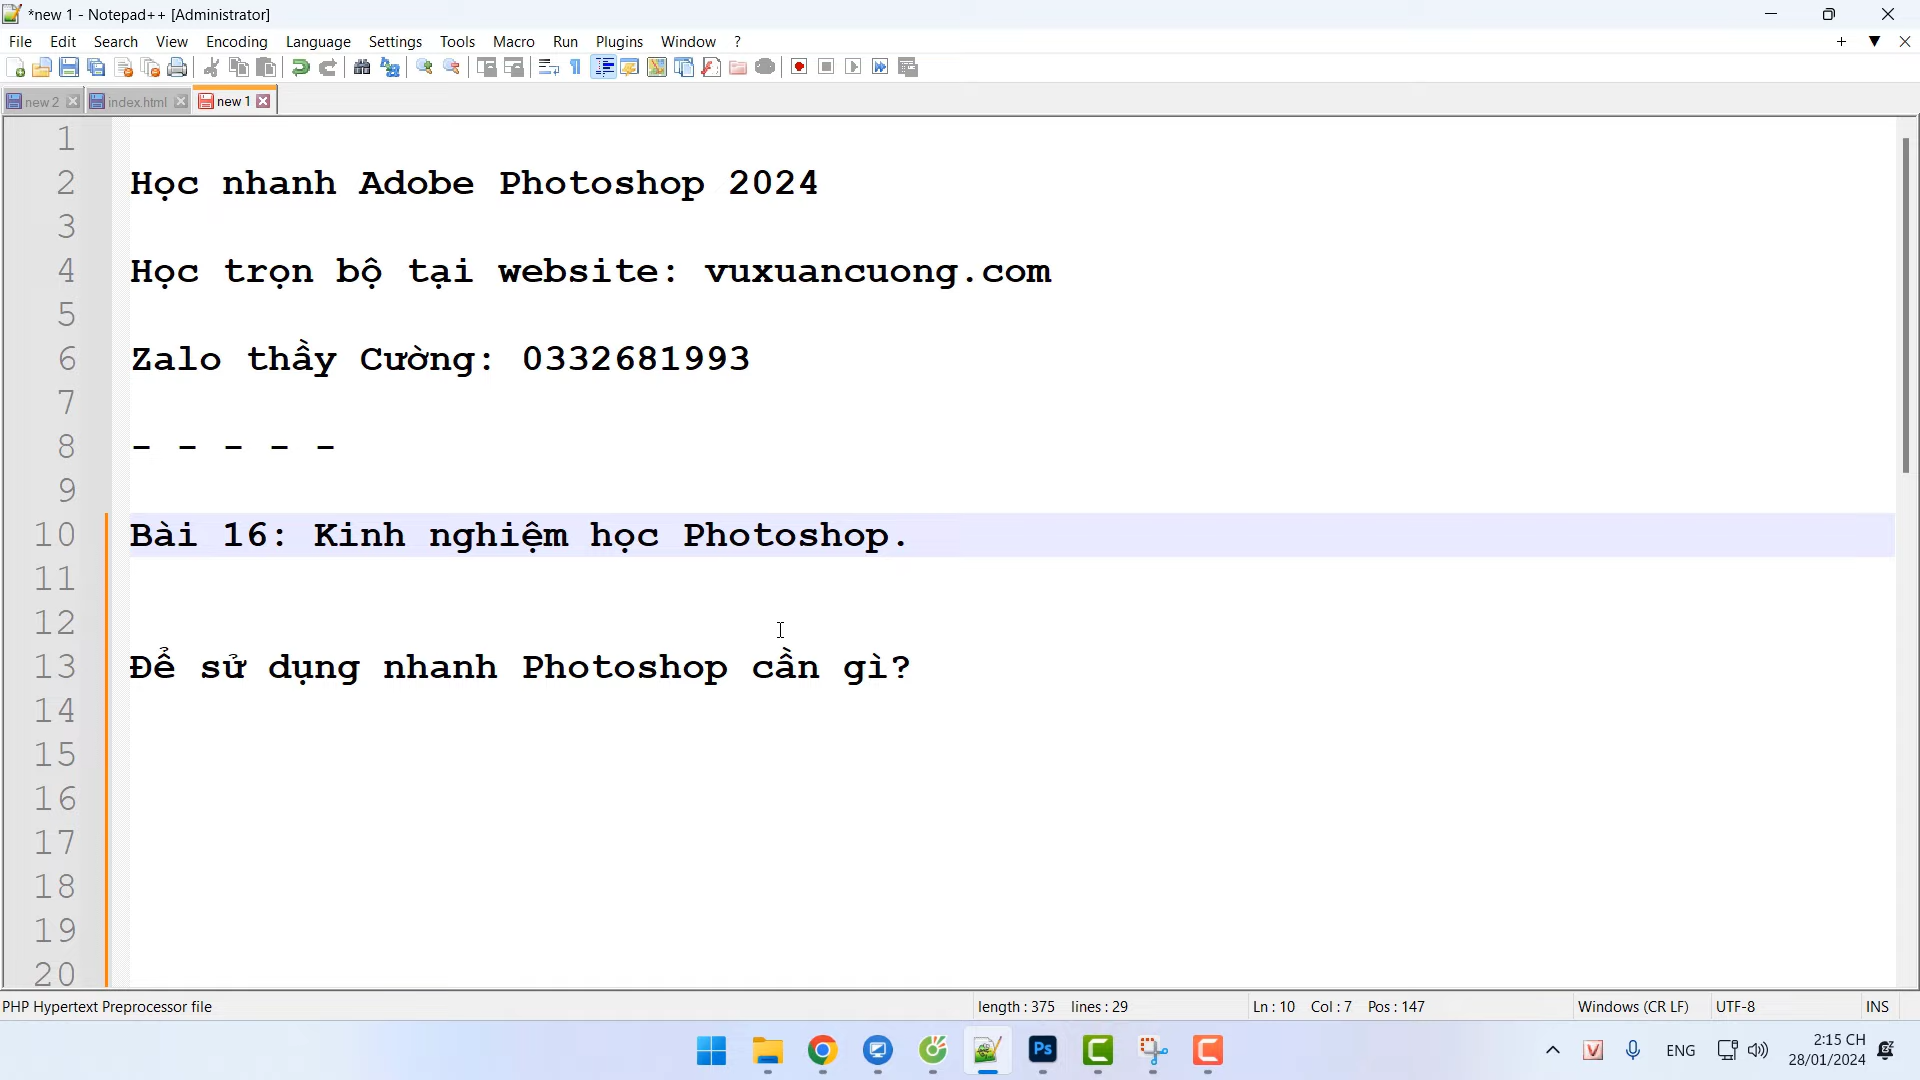 *new 1 - Notepad++ [Administrator]
File Edit Search View Encoding Language Settings Tools Macro Run Plugins Window ?
new 2 index.html new 1
1
2 Học nhanh Adobe Photoshop 2024
3
4 Học trọn bộ tại website: vuxuancuong.com
5
6 Zalo thầy Cường: 0332681993
7
8 - - - - -
9
10 Bài 16: Kinh nghiệm học Photoshop.
11
12
13 Để sử dụng nhanh Photoshop cần gì?
14
15
16
17
18
19
20
PHP Hypertext Preprocessor file length : 375 lines : 29 Ln : 10 Col : 7 Pos : 147 Windows (CR LF) UTF-8 INS
Ps ENG 2:15 CH
28/01/2024